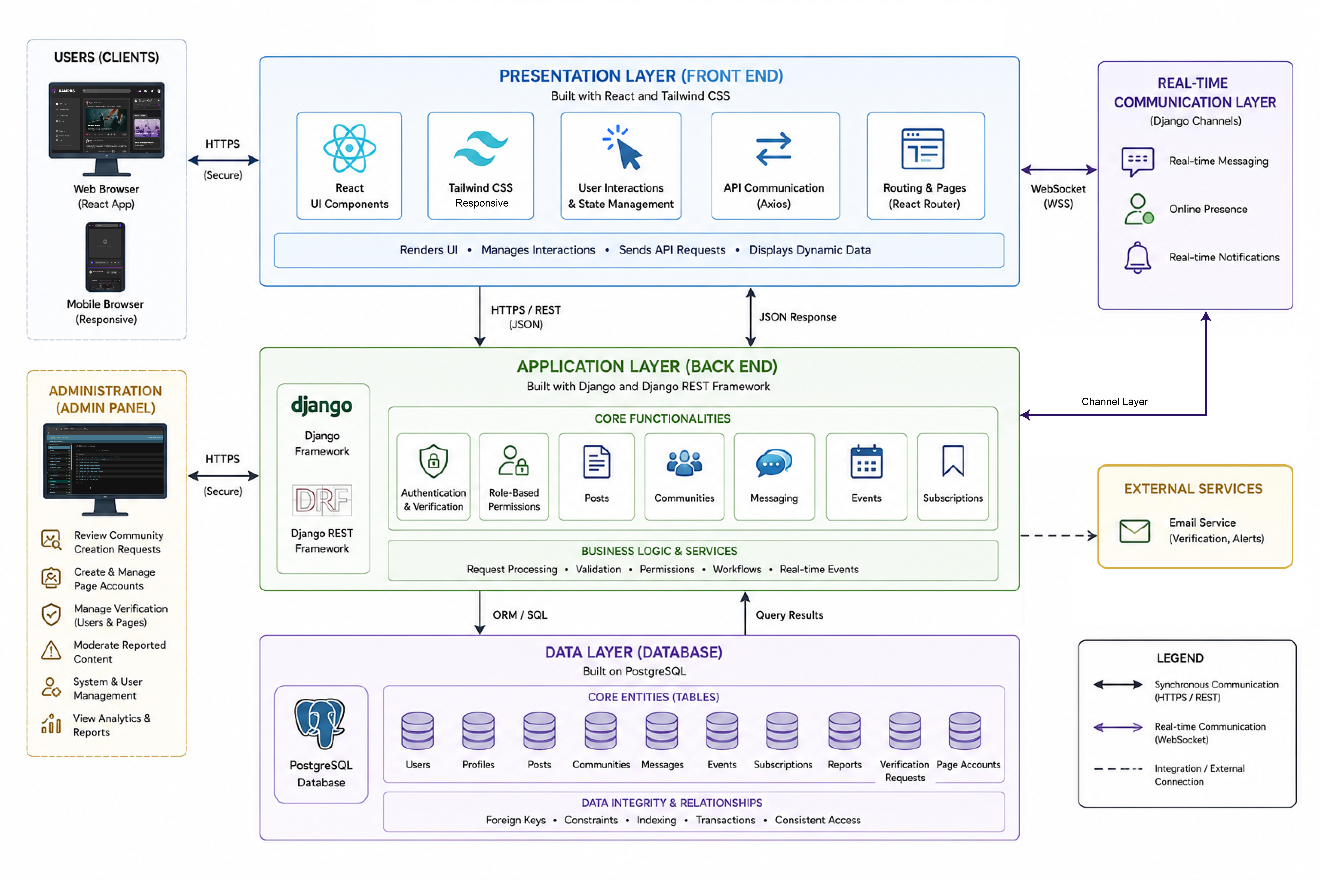 USERS (CLIENTS)
Web Browser
(React App)
Mobile Browser
(Responsive)
HTTPS
(Secure)
PRESENTATION LAYER (FRONT END)
Built with React and Tailwind CSS
React
UI Components
Tailwind CSS
Responsive
User Interactions
& State Management
API Communication
(Axios)
Routing & Pages
(React Router)
Renders UI • Manages Interactions • Sends API Requests • Displays Dynamic Data
WebSocket
(WSS)
REAL-TIME
COMMUNICATION LAYER
(Django Channels)
Real-time Messaging
Online Presence
Real-time Notifications
HTTPS / REST
(JSON)
JSON Response
Channel Layer
ADMINISTRATION
(ADMIN PANEL)
Review Community
Creation Requests
Create & Manage
Page Accounts
Manage Verification
(Users & Pages)
Moderate Reported
Content
System & User
Management
View Analytics &
Reports
HTTPS
(Secure)
APPLICATION LAYER (BACK END)
Built with Django and Django REST Framework
django
Django
Framework
DRF
Django REST
Framework
CORE FUNCTIONALITIES
Authentication
& Verification
Role-Based
Permissions
Posts
Communities
Messaging
Events
Subscriptions
BUSINESS LOGIC & SERVICES
Request Processing • Validation • Permissions • Workflows • Real-time Events
EXTERNAL SERVICES
Email Service
(Verification, Alerts)
ORM / SQL
Query Results
DATA LAYER (DATABASE)
Built on PostgreSQL
PostgreSQL
Database
CORE ENTITIES (TABLES)
Users
Profiles
Posts
Communities
Messages
Events
Subscriptions
Reports
Verification
Requests
Page Accounts
DATA INTEGRITY & RELATIONSHIPS
Foreign Keys • Constraints • Indexing • Transactions • Consistent Access
LEGEND
Synchronous Communication
(HTTPS / REST)
Real-time Communication
(WebSocket)
Integration / External
Connection